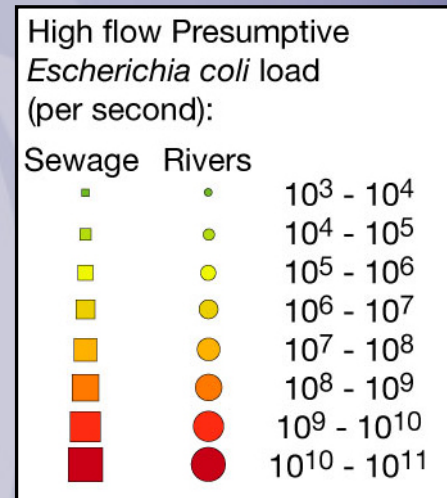 High flow Presumptive
Escherichia coli load
(per second):
Sewage Rivers
10³ - 10⁴
10⁴ - 10⁵
10⁵ - 10⁶
10⁶ - 10⁷
10⁷ - 10⁸
10⁸ - 10⁹
10⁹ - 10¹⁰
10¹⁰ - 10¹¹